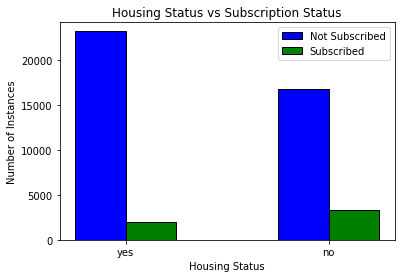 Housing Status vs Subscription Status
Not Subscribed
Subscribed
Number of Instances
20000
15000
10000
5000
0
yes
no
Housing Status